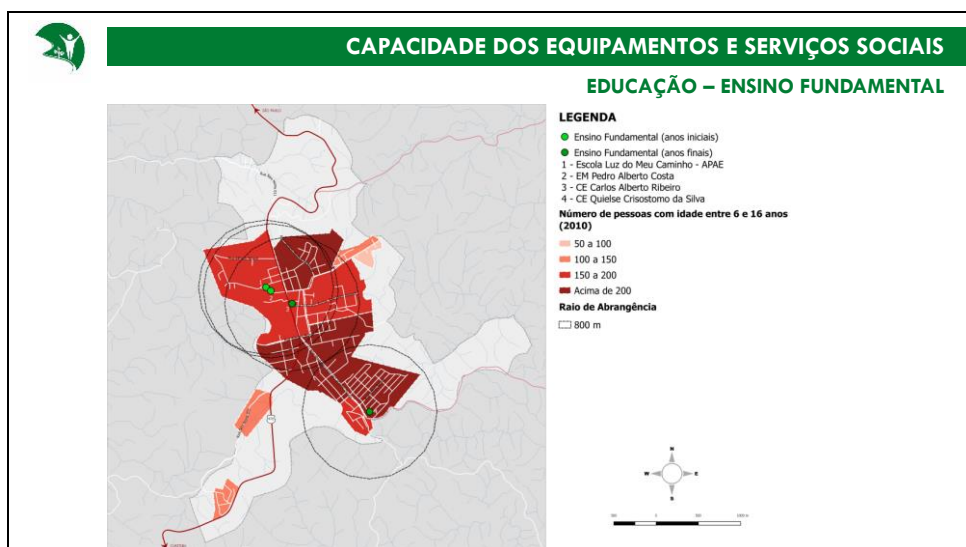 CAPACIDADE DOS EQUIPAMENTOS E SERVIÇOS SOCIAIS
EDUCAÇÃO – ENSINO FUNDAMENTAL
LEGENDA
Ensino Fundamental (anos iniciais)
Ensino Fundamental (anos finais)
1 - Escola Luz do Meu Caminho - APAE
2 - EM Pedro Alberto Costa
3 - CE Carlos Alberto Ribeiro
4 - CE Quielse Crisostomo da Silva
Número de pessoas com idade entre 6 e 16 anos
(2010)
50 a 100
100 a 150
150 a 200
Acima de 200
Raio de Abrangência
800 m
N
W
E
S